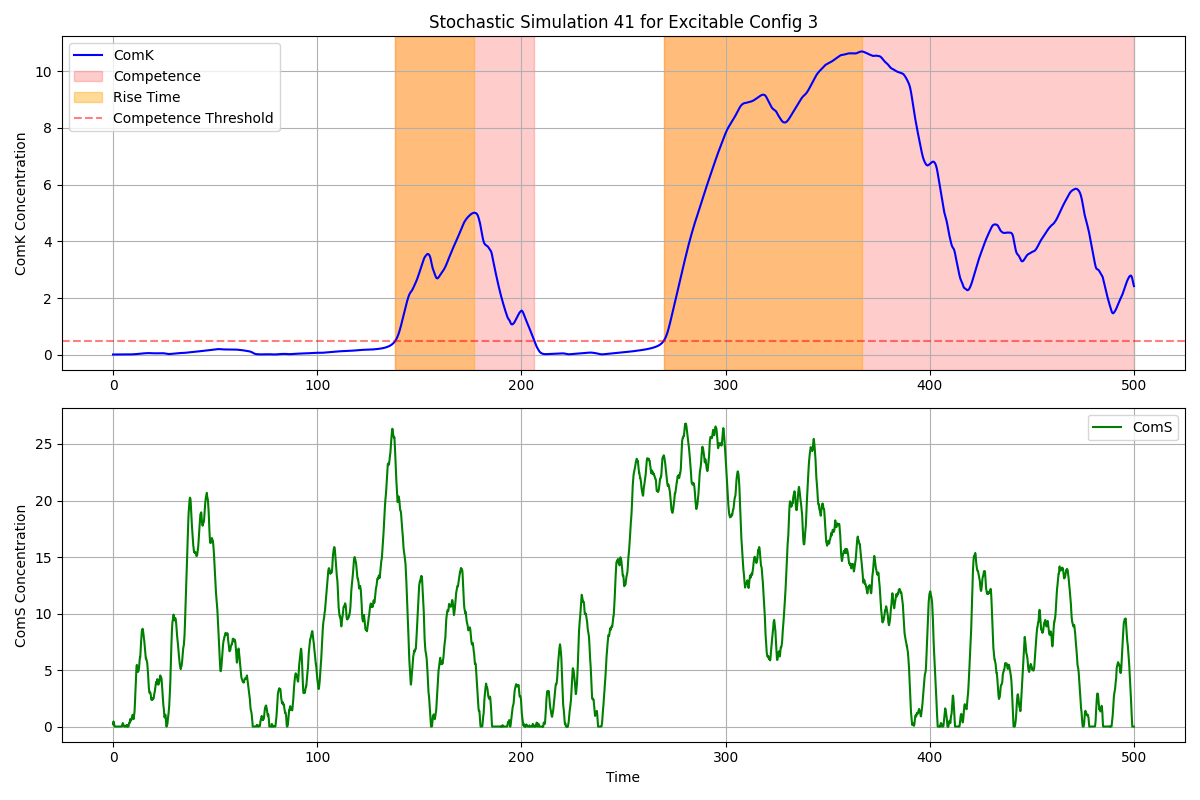 Stochastic Simulation 41 for Excitable Config 3
ComK
Competence
Rise Time
Competence Threshold
ComK Concentration
10
8
6
4
2
0
0 100 200 300 400 500
ComS
ComS Concentration
25
20
15
10
5
0
0 100 200 300 400 500
Time